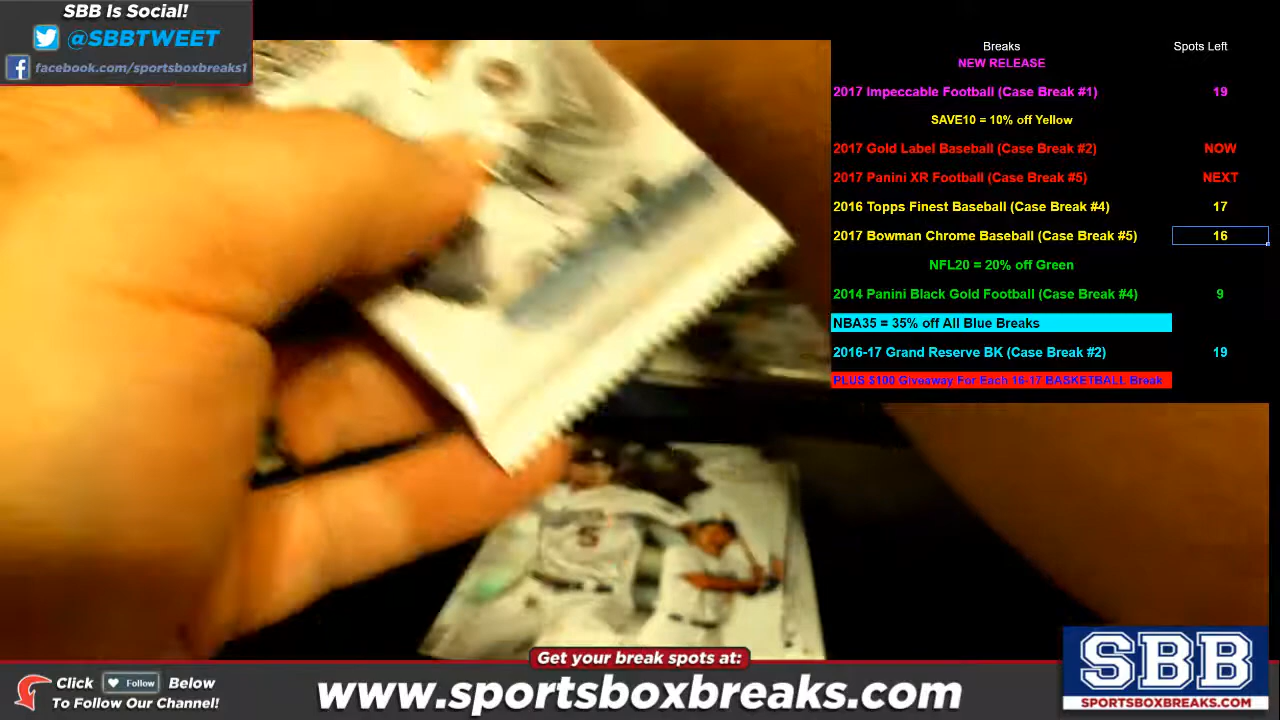 SBB Is Social!
@SBBTWEET
facebook.com/sportsboxbreaks1
Breaks Spots Left
NEW RELEASE
2017 Impeccable Football (Case Break #1) 19
SAVE10 = 10% off Yellow
2017 Gold Label Baseball (Case Break #2) NOW
2017 Panini XR Football (Case Break #5) NEXT
2016 Topps Finest Baseball (Case Break #4) 17
2017 Bowman Chrome Baseball (Case Break #5) 16
NFL20 = 20% off Green
2014 Panini Black Gold Football (Case Break #4) 9
NBA35 = 35% off All Blue Breaks
2016-17 Grand Reserve BK (Case Break #2) 19
PLUS $100 Giveaway For Each 16-17 BASKETBALL Break
Get your break spots at:
Click Follow Below
To Follow Our Channel!
www.sportsboxbreaks.com
SBB
SPORTSBOXBREAKS.COM